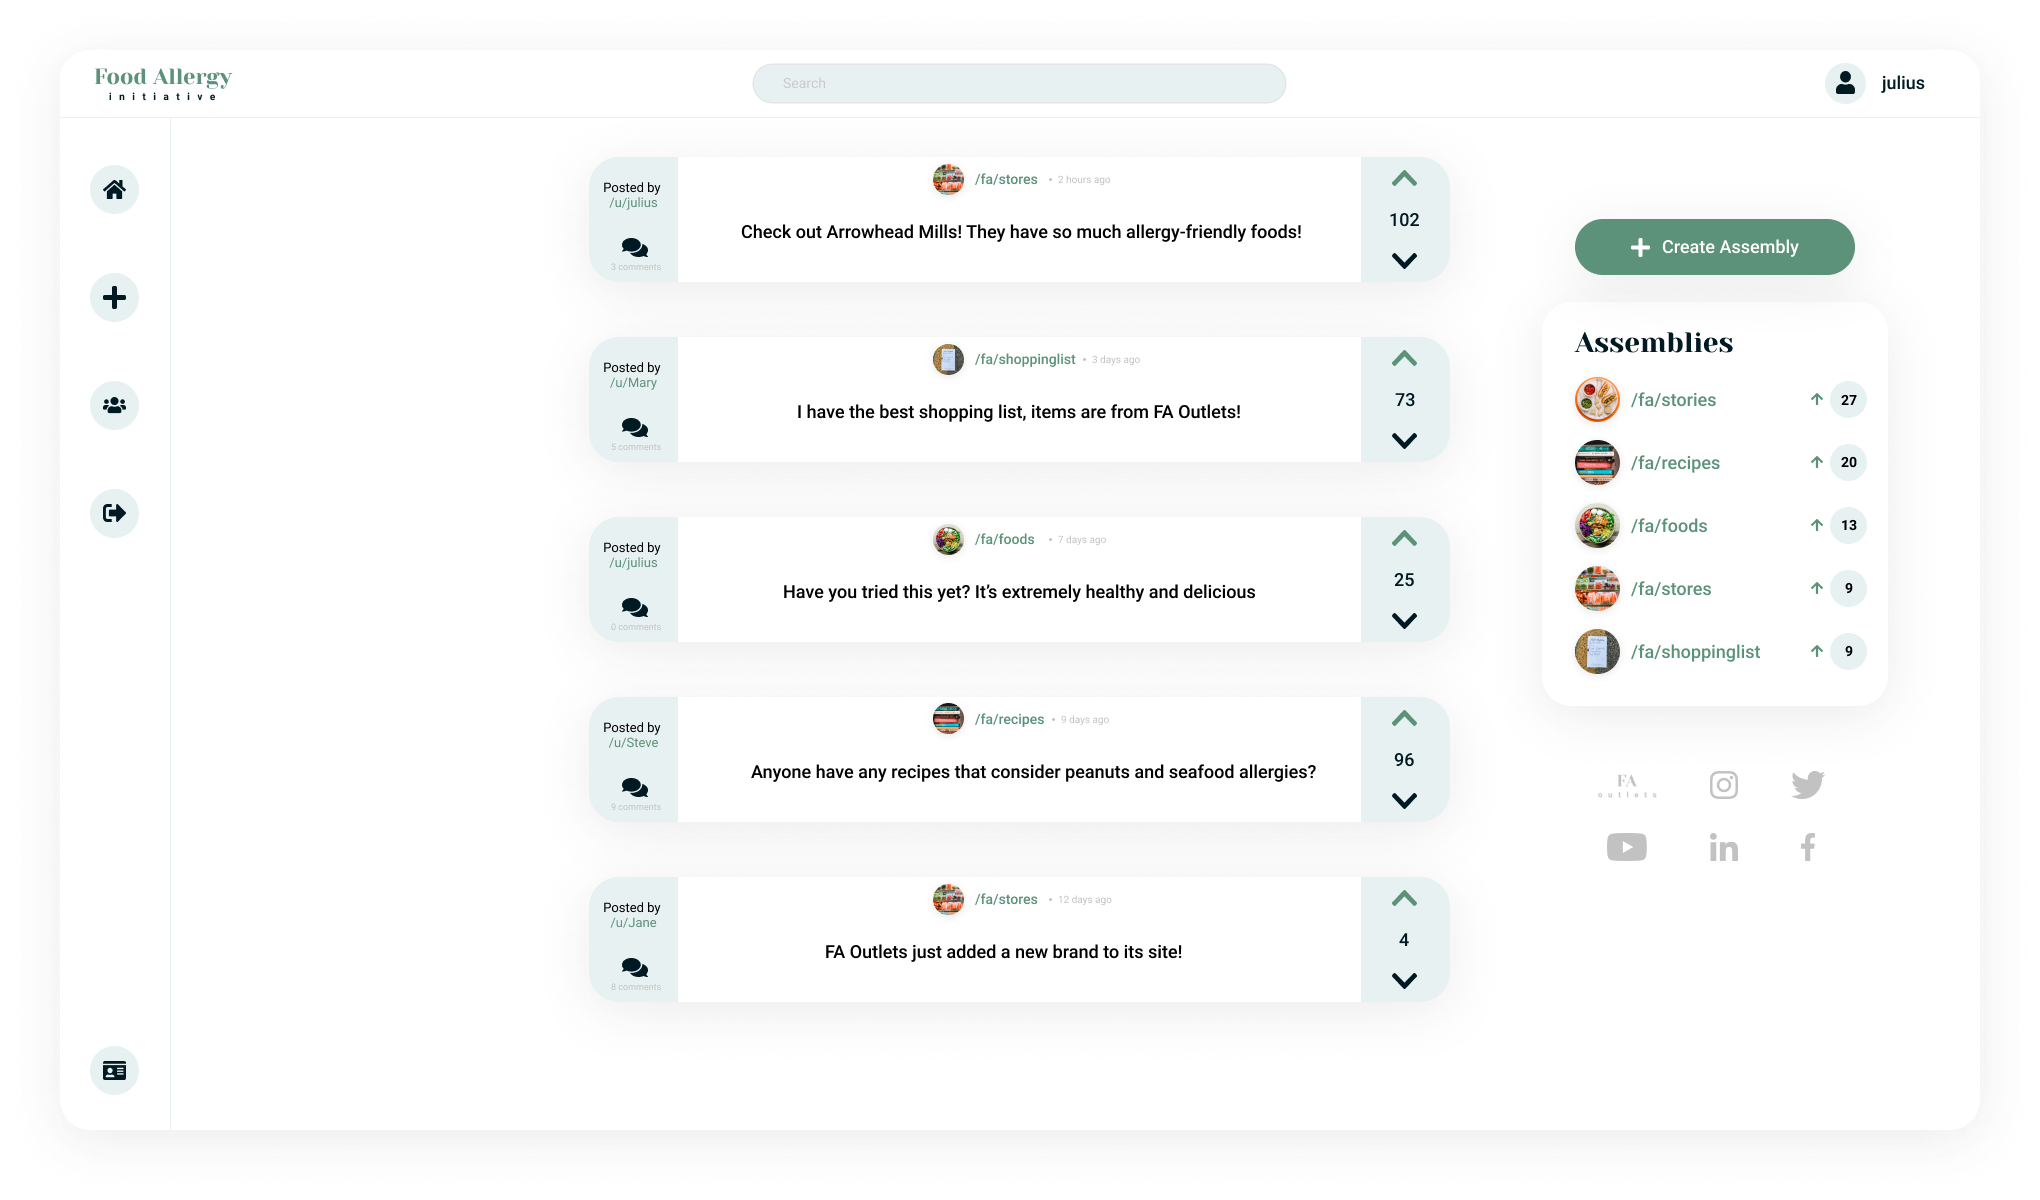 Food Allergy
initiative
Search
julius
Posted by
/u/julius
3 comments
/fa/stores • 2 hours ago
Check out Arrowhead Mills! They have so much allergy-friendly foods!
102
Posted by
/u/Mary
5 comments
/fa/shoppinglist • 3 days ago
I have the best shopping list, items are from FA Outlets!
73
Posted by
/u/julius
0 comments
/fa/foods • 7 days ago
Have you tried this yet? It’s extremely healthy and delicious
25
Posted by
/u/Steve
9 comments
/fa/recipes • 9 days ago
Anyone have any recipes that consider peanuts and seafood allergies?
96
Posted by
/u/Jane
8 comments
/fa/stores • 12 days ago
FA Outlets just added a new brand to its site!
4
Create Assembly
Assemblies
/fa/stories 27
/fa/recipes 20
/fa/foods 13
/fa/stores 9
/fa/shoppinglist 9
FA
outlets